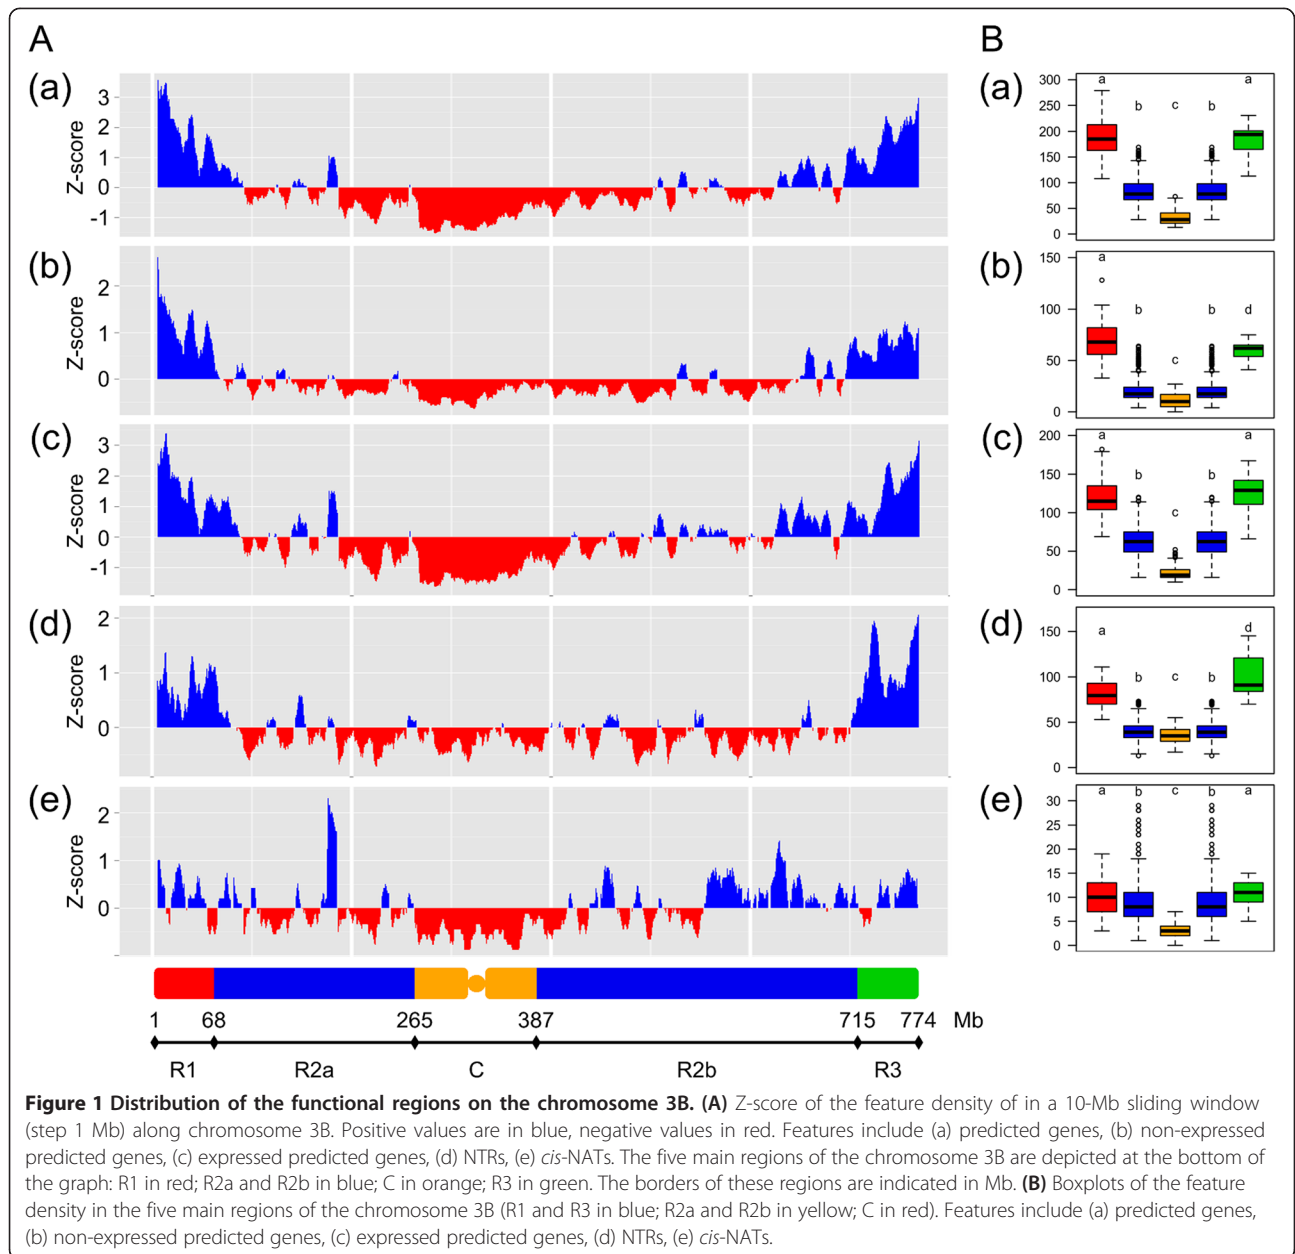 A
B
(a)
Z-score
3
2
1
0
-1
(a)
300
250
200
150
100
50
0
a
b
c
b
a
(b)
Z-score
2
1
0
(b)
150
100
50
0
a
b
c
b
d
(c)
Z-score
3
2
1
0
-1
(c)
200
150
100
50
0
a
b
c
b
a
(d)
Z-score
2
1
0
(d)
150
100
50
0
a
b
c
b
d
(e)
Z-score
2
1
0
(e)
30
25
20
15
10
5
0
a
b
c
b
a
1 68 265 387 715 774 Mb
R1 R2a C R2b R3
Figure 1 Distribution of the functional regions on the chromosome 3B. (A) Z-score of the feature density of in a 10-Mb sliding window
(step 1 Mb) along chromosome 3B. Positive values are in blue, negative values in red. Features include (a) predicted genes, (b) non-expressed
predicted genes, (c) expressed predicted genes, (d) NTRs, (e) cis-NATs. The five main regions of the chromosome 3B are depicted at the bottom of
the graph: R1 in red; R2a and R2b in blue; C in orange; R3 in green. The borders of these regions are indicated in Mb. (B) Boxplots of the feature
density in the five main regions of the chromosome 3B (R1 and R3 in blue; R2a and R2b in yellow; C in red). Features include (a) predicted genes,
(b) non-expressed predicted genes, (c) expressed predicted genes, (d) NTRs, (e) cis-NATs.